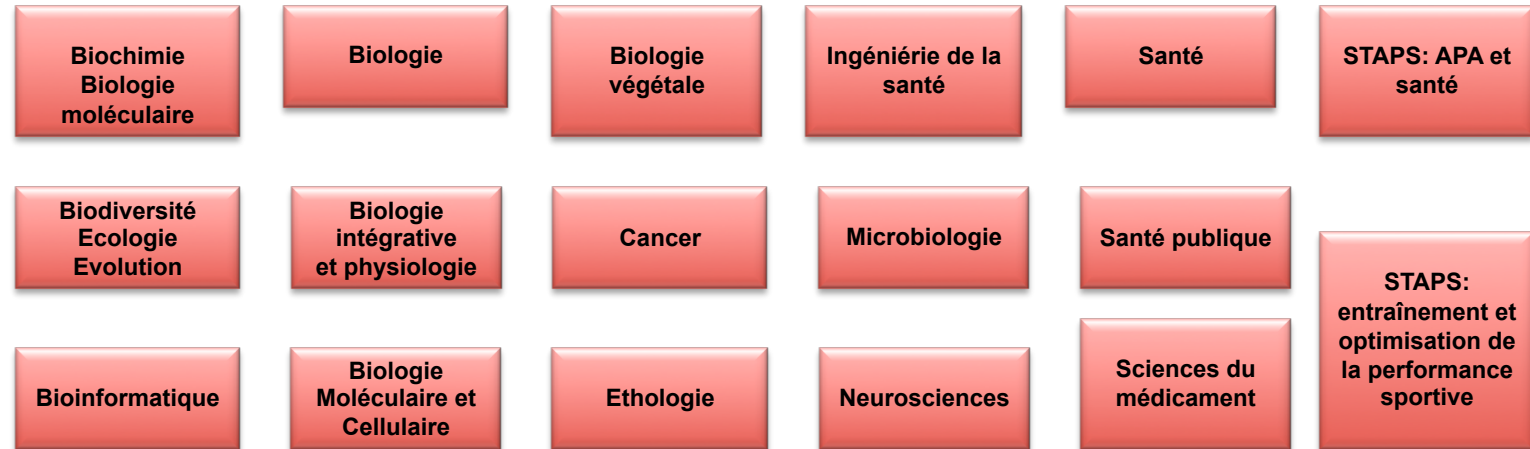 Biochimie
Biologie
moléculaire
Biologie
Biologie
végétale
Ingéniérie de la
santé
Santé
STAPS: APA et
santé
Biodiversité
Ecologie
Evolution
Biologie
intégrative
et physiologie
Cancer
Microbiologie
Santé publique
STAPS:
entraînement et
optimisation de
la performance
sportive
Bioinformatique
Biologie
Moléculaire et
Cellulaire
Ethologie
Neurosciences
Sciences du
médicament